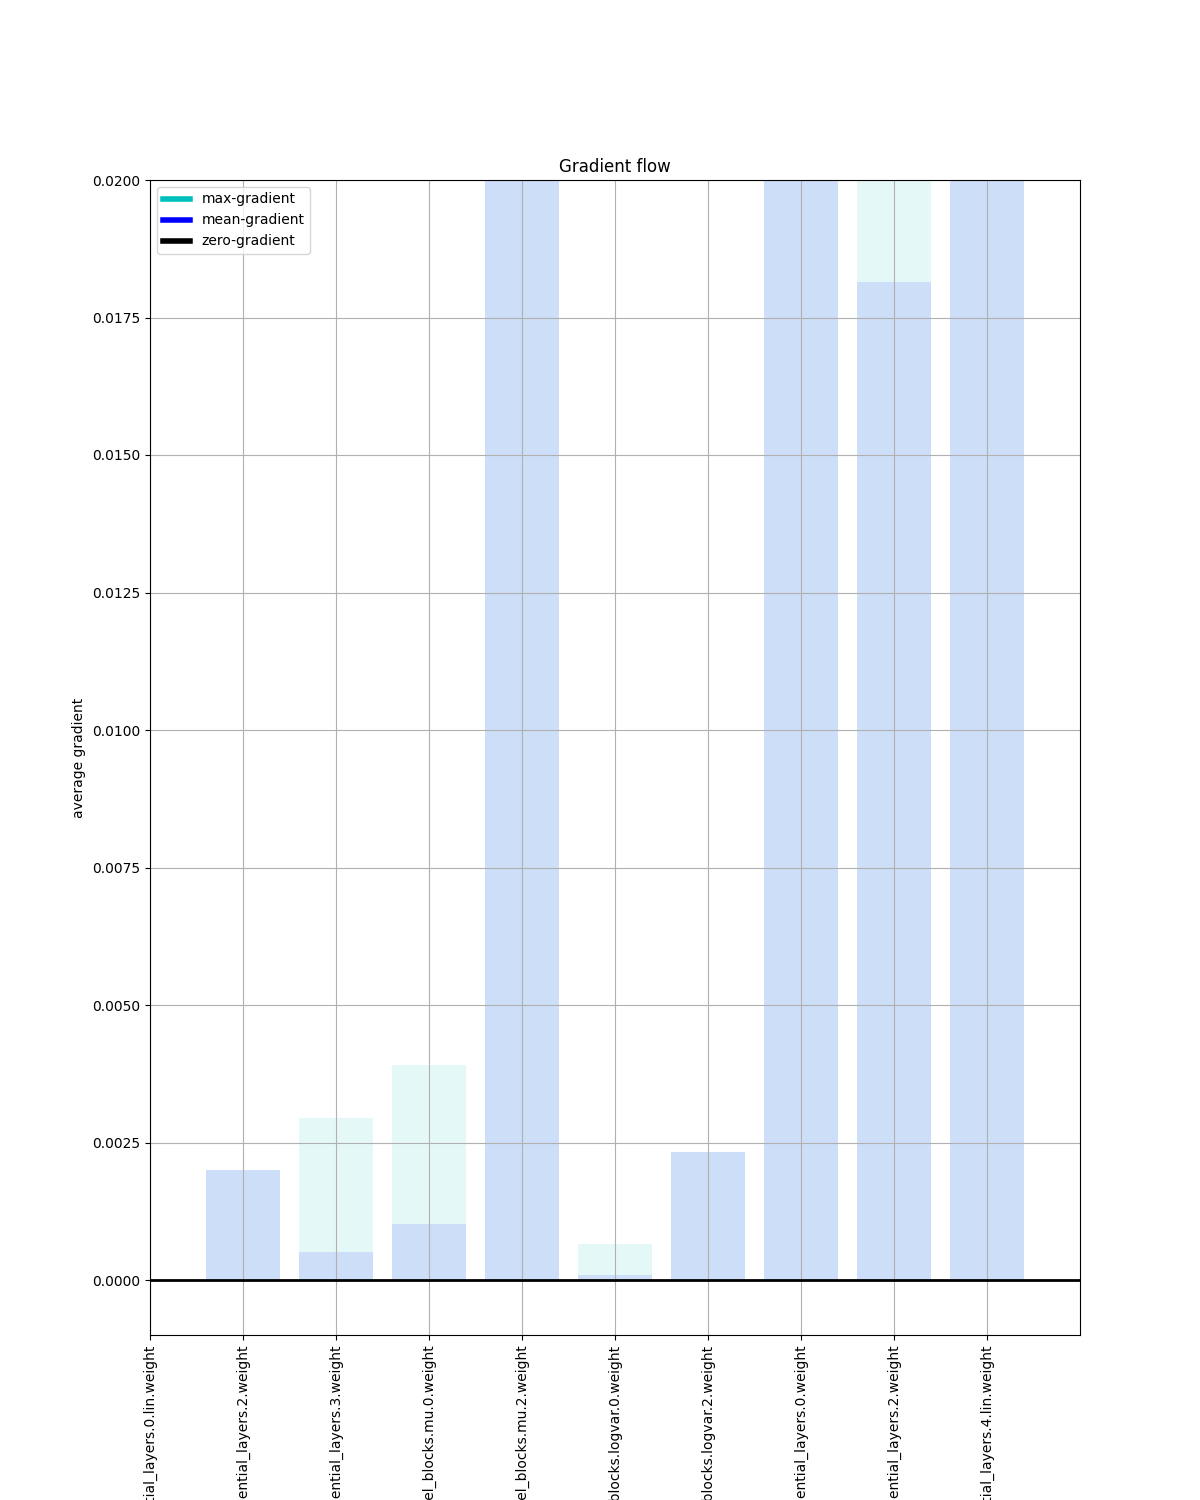 Gradient flow
max-gradient
mean-gradient
zero-gradient
0.0200
0.0175
0.0150
0.0125
0.0100
0.0075
0.0050
0.0025
0.0000
average gradient
tial_layers.0.lin.weight
ential_layers.2.weight
ential_layers.3.weight
el_blocks.mu.0.weight
el_blocks.mu.2.weight
blocks.logvar.0.weight
blocks.logvar.2.weight
ential_layers.0.weight
ential_layers.2.weight
tial_layers.4.lin.weight